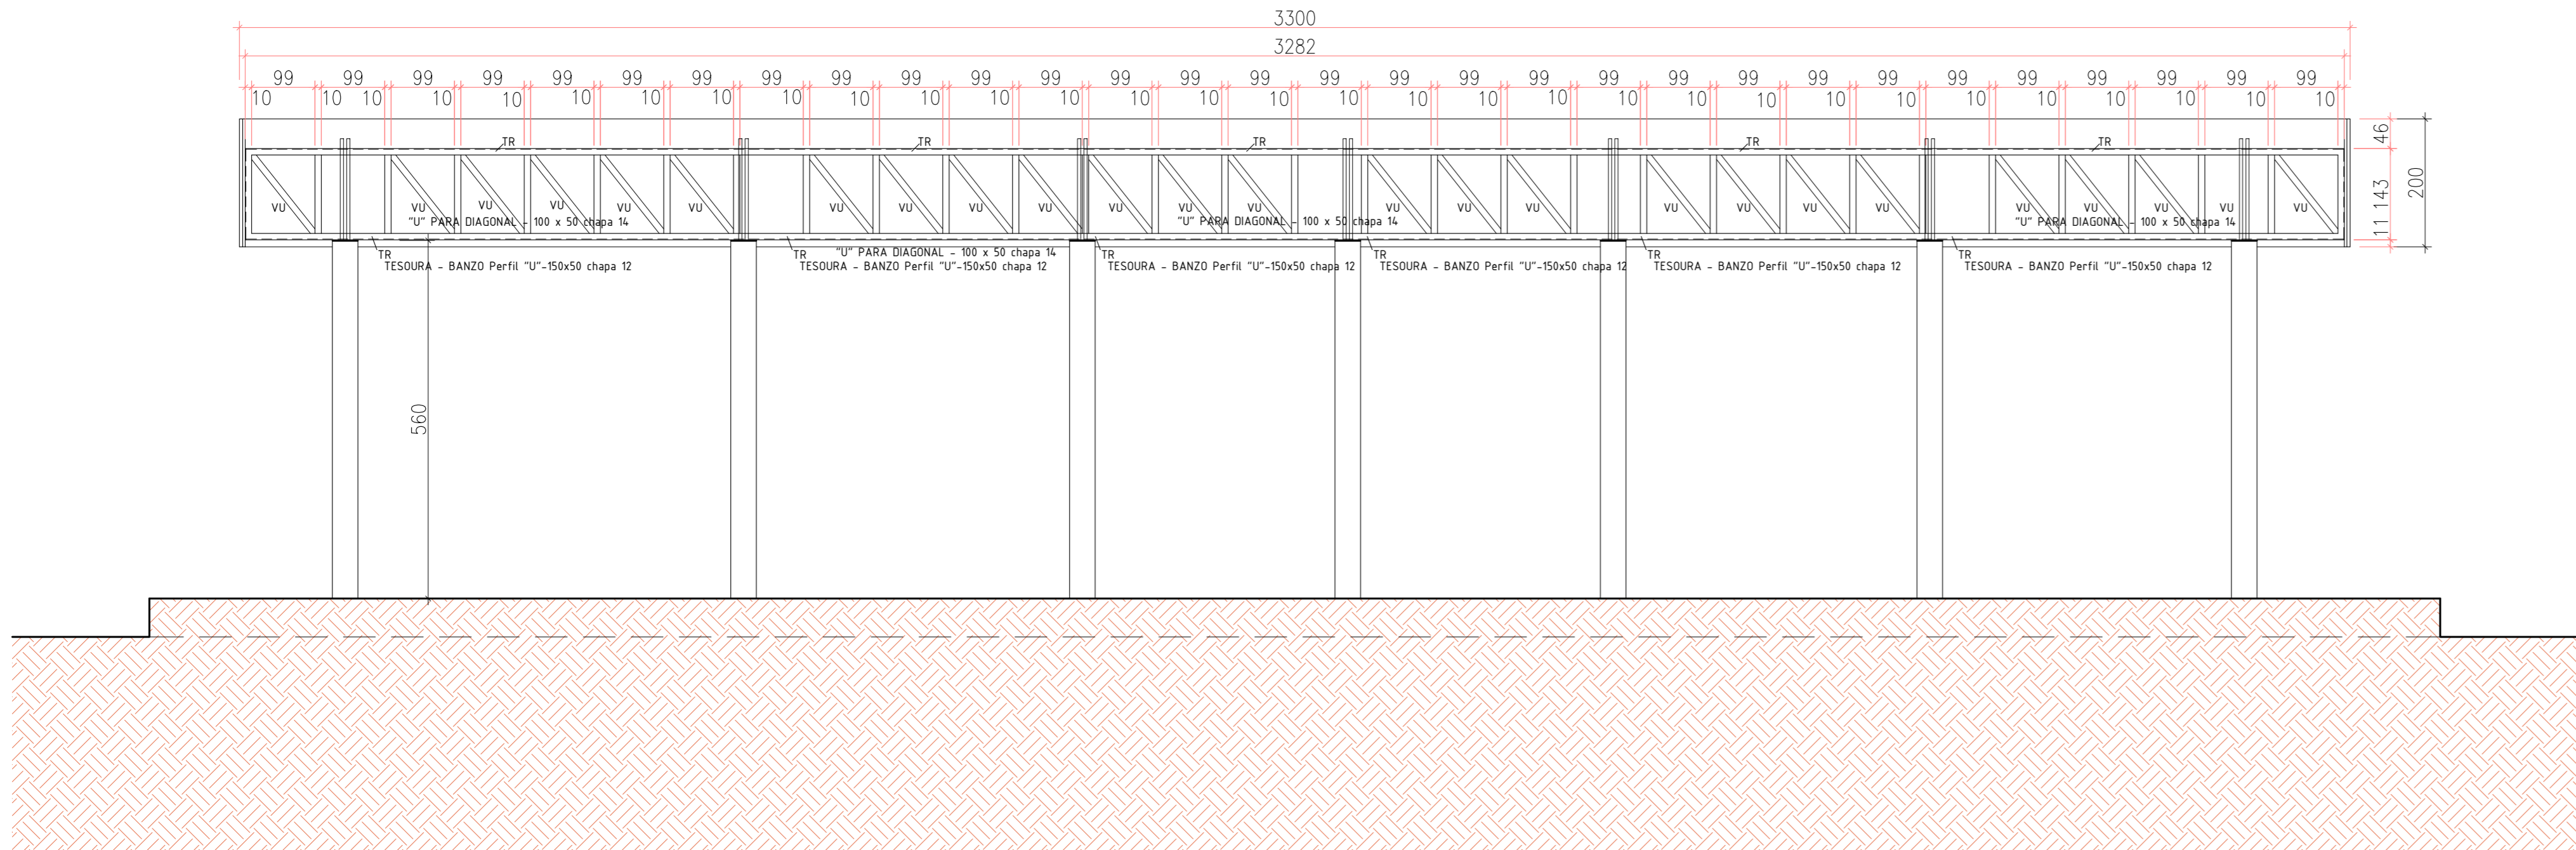 3300
3282
99 99 99 99 99 99 99 99 99 99 99 99 99 99 99 99 99 99 99 99 99 99 99 99 99 99 99 99 99 99
10 10 10 10 10 10 10 10 10 10 10 10 10 10 10 10 10 10 10 10 10 10 10 10 10 10 10 10 10 10 10
46
TR TR TR TR TR
200
11 143
VU VU VU VU VU VU VU VU VU VU VU VU VU VU VU VU VU VU VU VU VU VU VU VU VU
"U" PARA DIAGONAL - 100 x 50 chapa 14
"U" PARA DIAGONAL - 100 x 50 chapa 14
"U" PARA DIAGONAL - 100 x 50 chapa 14
"U" PARA DIAGONAL - 100 x 50 chapa 14
TR TR TR TR TR TR
TESOURA - BANZO Perfil "U"-150x50 chapa 12
TESOURA - BANZO Perfil "U"-150x50 chapa 12
TESOURA - BANZO Perfil "U"-150x50 chapa 12
TESOURA - BANZO Perfil "U"-150x50 chapa 12
TESOURA - BANZO Perfil "U"-150x50 chapa 12
TESOURA - BANZO Perfil "U"-150x50 chapa 12
560